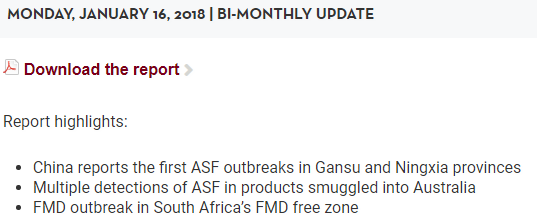 MONDAY, JANUARY 16, 2018 | BI-MONTHLY UPDATE
Download the report
Report highlights:
• China reports the first ASF outbreaks in Gansu and Ningxia provinces
• Multiple detections of ASF in products smuggled into Australia
• FMD outbreak in South Africa's FMD free zone